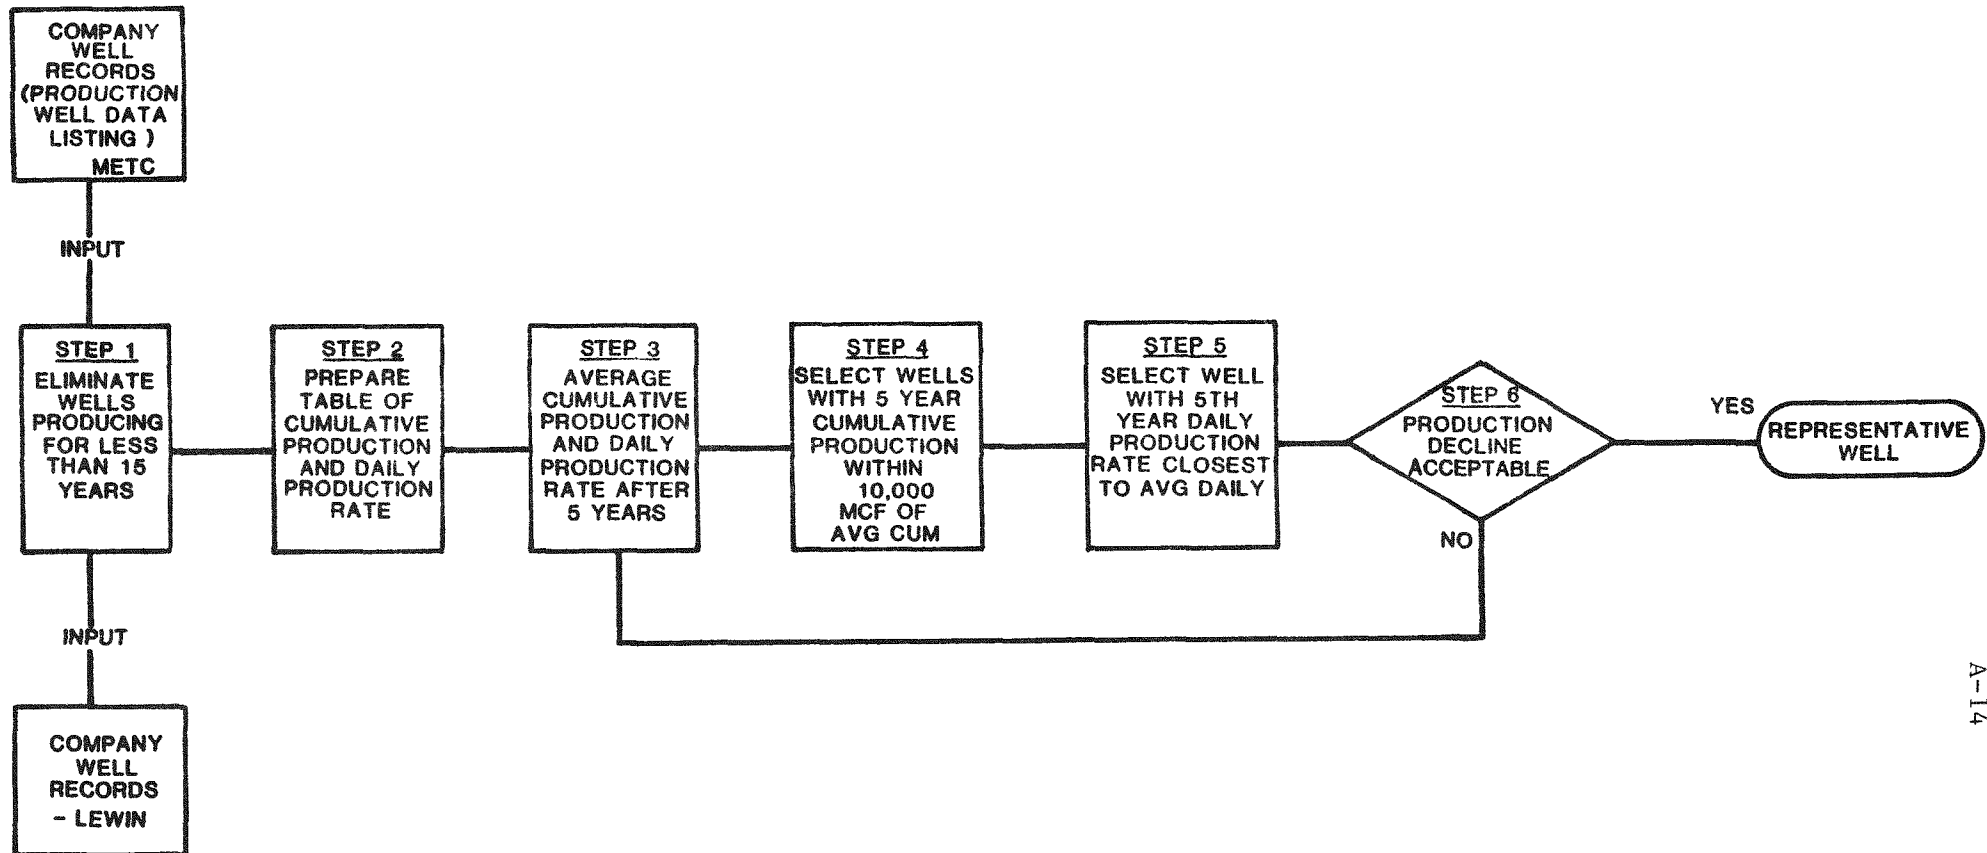 COMPANY
WELL
RECORDS
(PRODUCTION
WELL DATA
LISTING )
METC
INPUT
STEP 1
ELIMINATE
WELLS
PRODUCING
FOR LESS
THAN 15
YEARS
INPUT
COMPANY
WELL
RECORDS
- LEWIN
STEP 2
PREPARE
TABLE OF
CUMULATIVE
PRODUCTION
AND DAILY
PRODUCTION
RATE
STEP 3
AVERAGE
CUMULATIVE
PRODUCTION
AND DAILY
PRODUCTION
RATE AFTER
5 YEARS
STEP 4
SELECT WELLS
WITH 5 YEAR
CUMULATIVE
PRODUCTION
WITHIN
10,000
MCF OF
AVG CUM
STEP 5
SELECT WELL
WITH 5TH
YEAR DAILY
PRODUCTION
RATE CLOSEST
TO AVG DAILY
STEP 6
PRODUCTION
DECLINE
ACCEPTABLE
YES
NO
REPRESENTATIVE
WELL
A-14